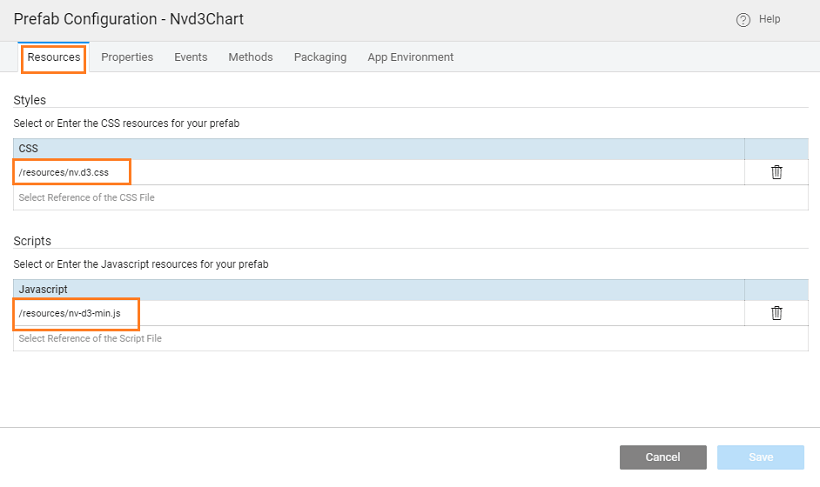 Prefab Configuration - Nvd3Chart
? Help
Resources Properties Events Methods Packaging App Environment
Styles
Select or Enter the CSS resources for your prefab
CSS
/resources/nv.d3.css
Select Reference of the CSS File
Scripts
Select or Enter the Javascript resources for your prefab
Javascript
/resources/nv-d3-min.js
Select Reference of the Script File
Cancel Save